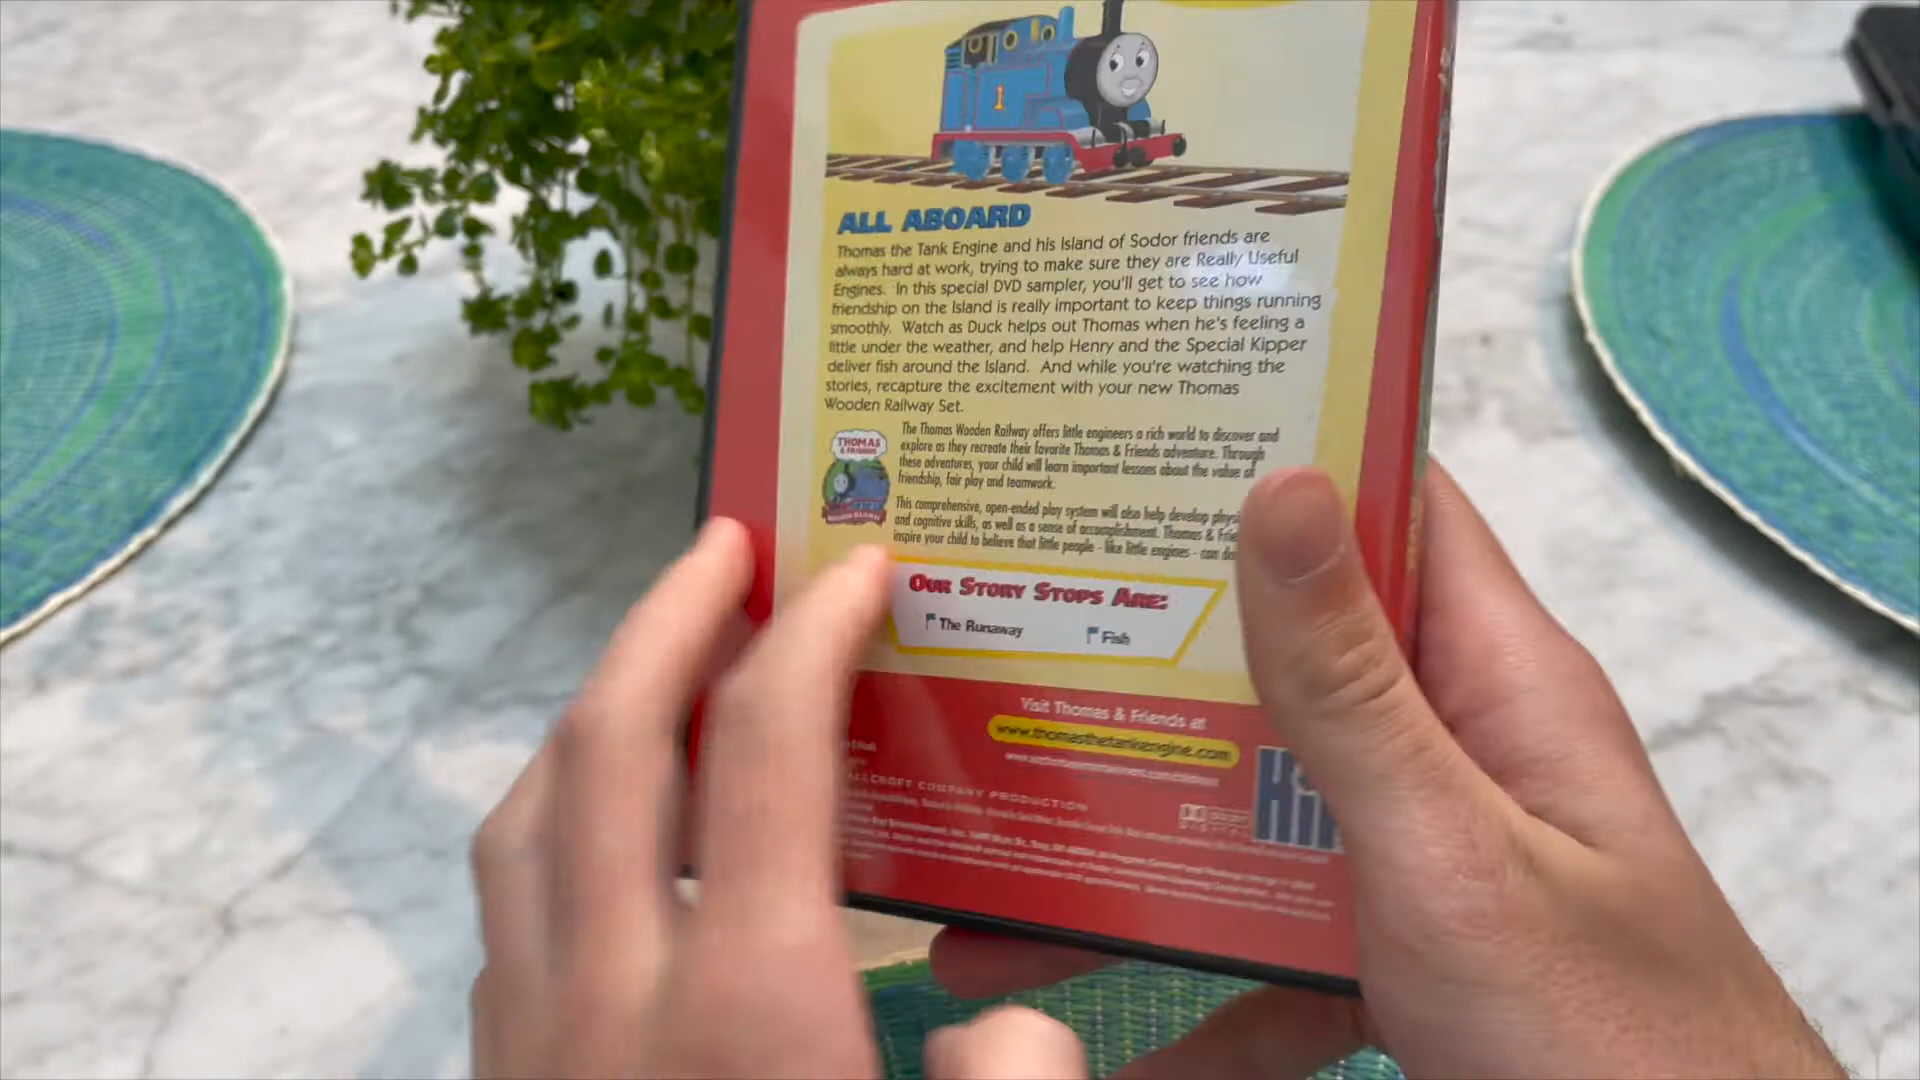 1
ALL ABOARD
Thomas the Tank Engine and his Island of Sodor friends are
always hard at work, trying to make sure they are Really Useful
Engines. In this special DVD sampler, you'll get to see how
friendship on the Island is really important to keep things running
smoothly. Watch as Duck helps out Thomas when he's feeling a
little under the weather, and help Henry and the Special Kipper
deliver fish around the Island. And while you're watching the
stories, recapture the excitement with your new Thomas
Wooden Railway Set.
THOMAS
& FRIENDS
WOODEN RAILWAY
The Thomas Wooden Railway offers little engineers a rich world to discover and
explore as they recreate their favorite Thomas & Friends adventure. Through
these adventures, your child will learn important lessons about the value of
friendship, fair play and teamwork.
This comprehensive, open-ended play system will also help develop physi
and cognitive skills, as well as a sense of accomplishment. Thomas & Frie
inspire your child to believe that little people - like little engines - can do
OUR STORY STOPS ARE:
The Runaway
Fish
Visit Thomas & Friends at
www.thomasthetankengine.com
COMPANY PRODUCTION
DOLBY
DIGITAL